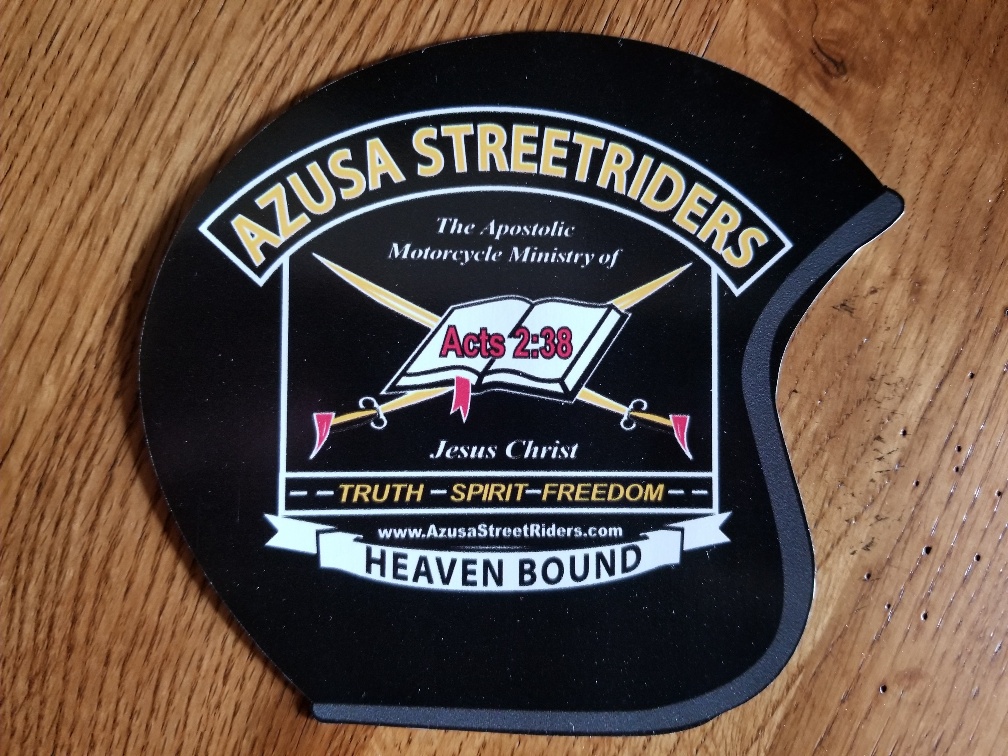 AZUSA STREETRIDERS
The Apostolic
Motorcycle Ministry of
Acts 2:38
Jesus Christ
-- TRUTH - SPIRIT - FREEDOM --
www.AzusaStreetRiders.com
HEAVEN BOUND